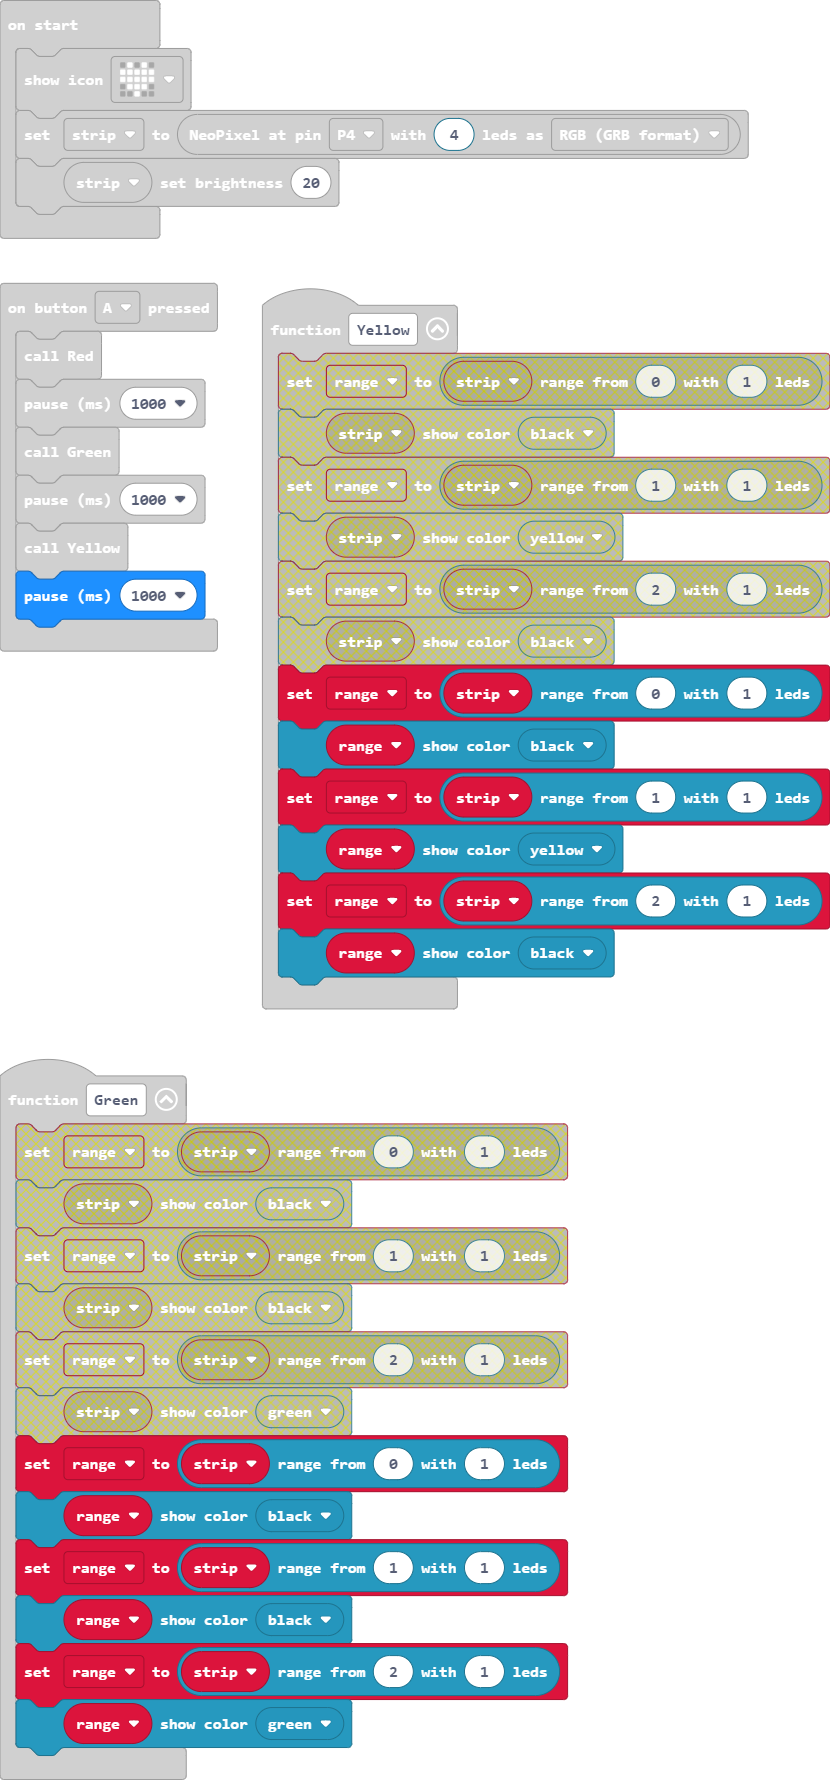 on start
show icon
set strip to NeoPixel at pin P4 with 4 leds as RGB (GRB format)
strip set brightness 20
on button A pressed
call Red
pause (ms) 1000
call Green
pause (ms) 1000
call Yellow
pause (ms) 1000
function Yellow
set range to strip range from 0 with 1 leds
strip show color black
set range to strip range from 1 with 1 leds
strip show color yellow
set range to strip range from 2 with 1 leds
strip show color black
set range to strip range from 0 with 1 leds
range show color black
set range to strip range from 1 with 1 leds
range show color yellow
set range to strip range from 2 with 1 leds
range show color black
function Green
set range to strip range from 0 with 1 leds
strip show color black
set range to strip range from 1 with 1 leds
strip show color black
set range to strip range from 2 with 1 leds
strip show color green
set range to strip range from 0 with 1 leds
range show color black
set range to strip range from 1 with 1 leds
range show color black
set range to strip range from 2 with 1 leds
range show color green